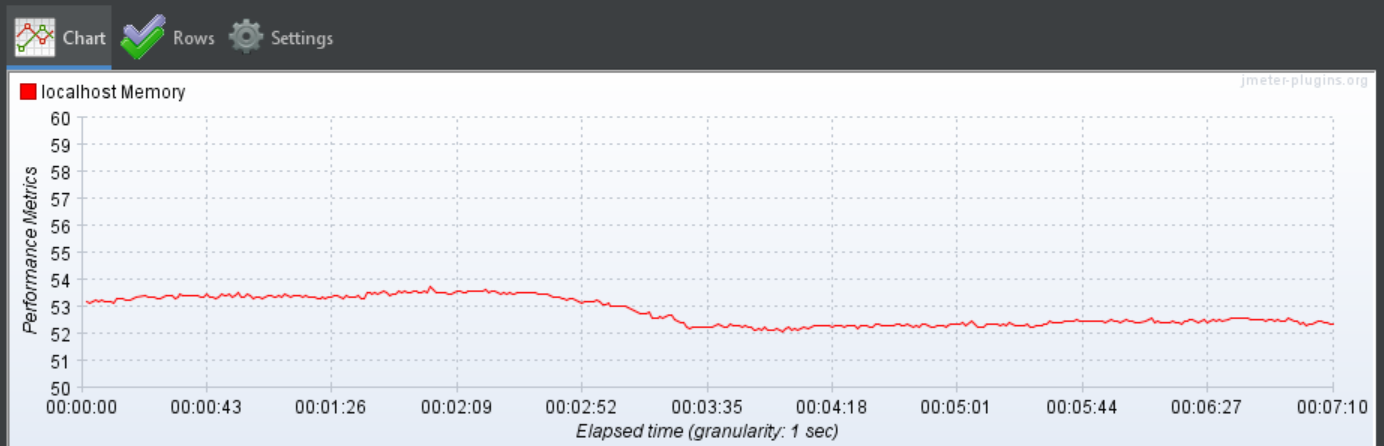 Chart Rows Settings
jmeter-plugins.org
localhost Memory
Performance Metrics
60
59
58
57
56
55
54
53
52
51
50
00:00:00 00:00:43 00:01:26 00:02:09 00:02:52 00:03:35 00:04:18 00:05:01 00:05:44 00:06:27 00:07:10
Elapsed time (granularity: 1 sec)